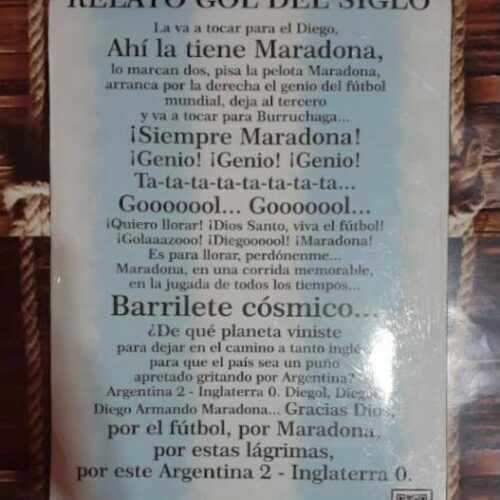 RELATO GOL DEL SIGLO
La va a tocar para el Diego,
Ahí la tiene Maradona,
lo marcan dos, pisa la pelota Maradona,
arranca por la derecha el genio del fútbol
mundial, deja al tercero
y va a tocar para Burruchaga...
¡Siempre Maradona!
¡Genio! ¡Genio! ¡Genio!
Ta-ta-ta-ta-ta-ta-ta-ta...
Gooooool... Gooooool...
¡Quiero llorar! ¡Dios Santo, viva el fútbol!
¡Golaaazooo! ¡Diegoooool! ¡Maradona!
Es para llorar, perdónenme...
Maradona, en una corrida memorable,
en la jugada de todos los tiempos...
Barrilete cósmico...
¿De qué planeta viniste
para dejar en el camino a tanto inglés
para que el país sea un puño
apretado gritando por Argentina?
Argentina 2 - Inglaterra 0. Diegol, Diegol,
Diego Armando Maradona... Gracias Dios,
por el fútbol, por Maradona,
por estas lágrimas,
por este Argentina 2 - Inglaterra 0.